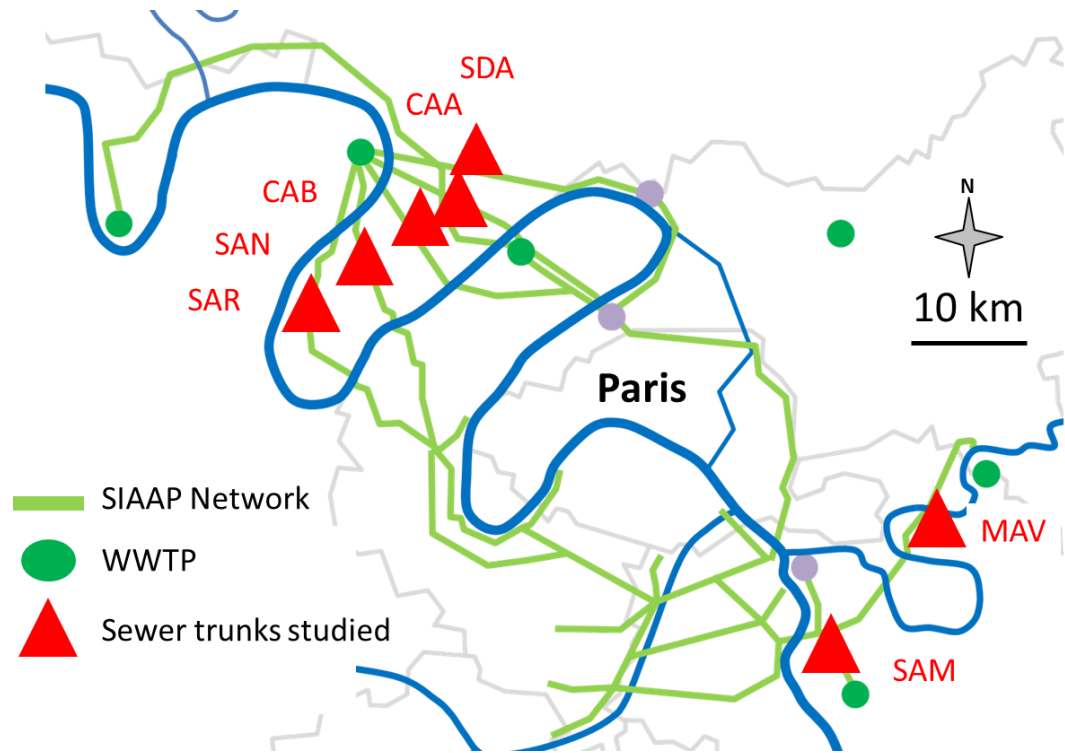 SDA
CAA
CAB
N
SAN
SAR
10 km
Paris
SIAAP Network
MAV
WWTP
Sewer trunks studied
SAM